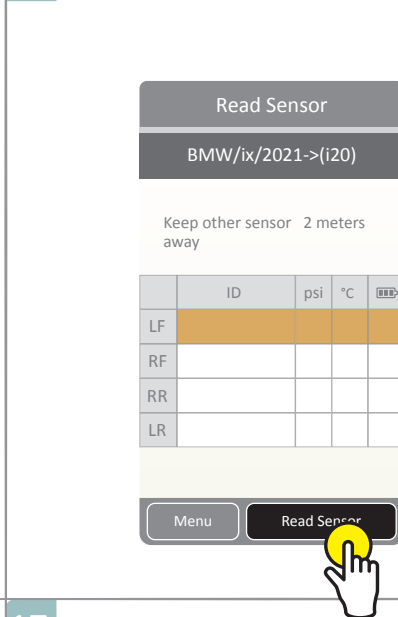 Read Sensor
BMW/ix/2021->(i20)
Keep other sensor 2 meters
away
ID psi °C
LF
RF
RR
LR
Menu Read Sensor